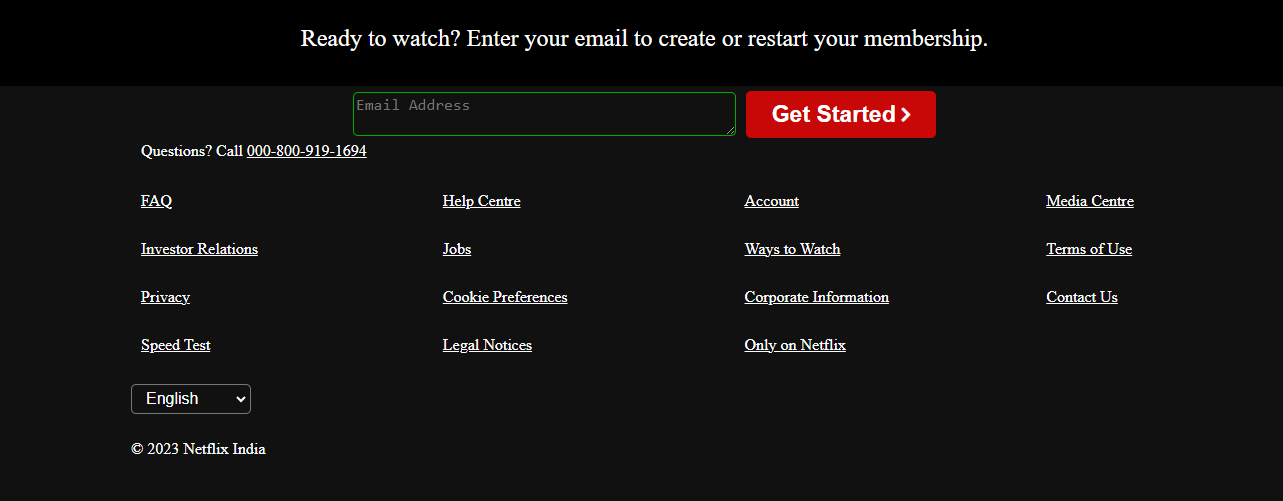 Ready to watch? Enter your email to create or restart your membership.
Email Address
Get Started
Questions? Call 000-800-919-1694
FAQ Help Centre Account Media Centre
Investor Relations Jobs Ways to Watch Terms of Use
Privacy Cookie Preferences Corporate Information Contact Us
Speed Test Legal Notices Only on Netflix
English
© 2023 Netflix India